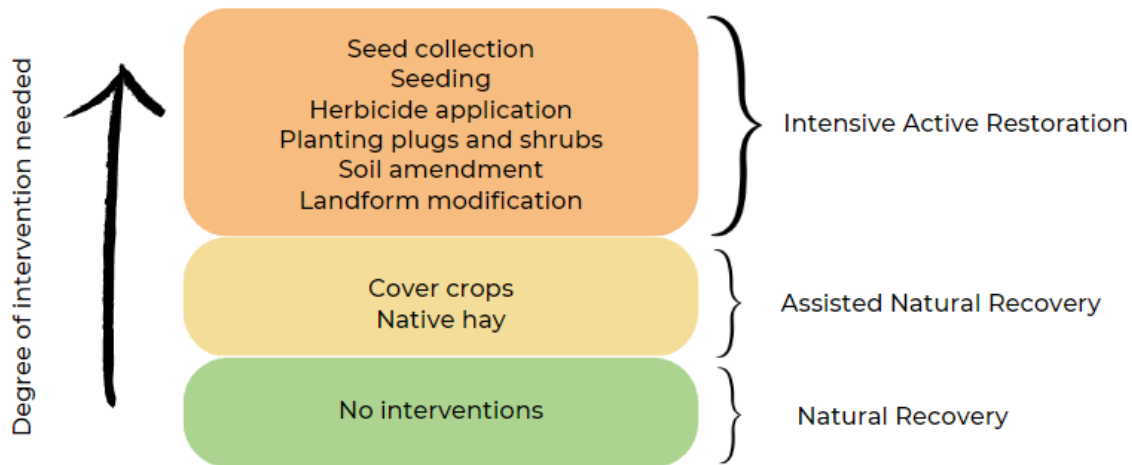 Degree of intervention needed
Seed collection
Seeding
Herbicide application
Planting plugs and shrubs
Soil amendment
Landform modification
Intensive Active Restoration
Cover crops
Native hay
Assisted Natural Recovery
No interventions
Natural Recovery